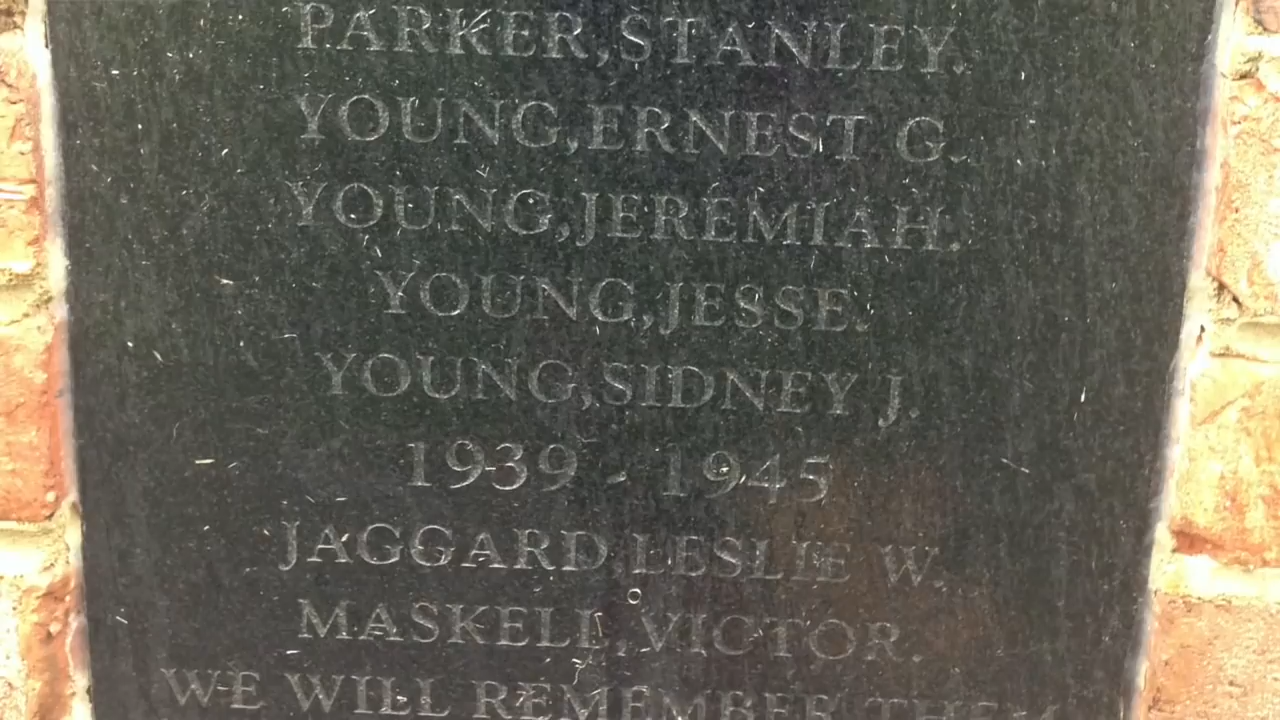 PARKER,STANLEY.
YOUNG,ERNEST G.
YOUNG,JEREMIAH.
YOUNG,JESSE.
YOUNG,SIDNEY J.
1939 - 1945
JAGGARD LESLIE W.
MASKELL,VICTOR.
WE WILL REMEMBER THEM